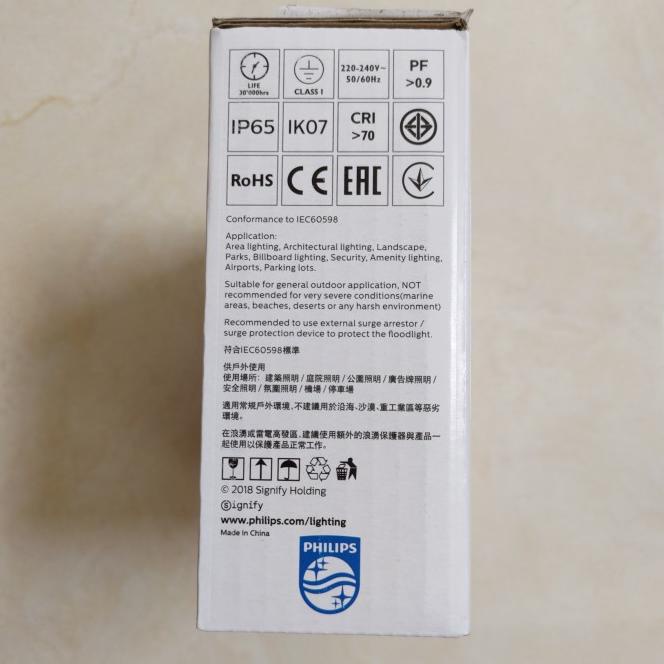 LIFE
30'000hrs
CLASS I
220-240V~
50/60Hz
PF
>0.9
IP65
IK07
CRI
>70
RoHS
CE
EAC
Conformance to IEC60598
Application:
Area lighting, Architectural lighting, Landscape,
Parks, Billboard lighting, Security, Amenity lighting,
Airports, Parking lots.
Suitable for general outdoor application, NOT
recommended for very severe conditions(marine
areas, beaches, deserts or any harsh environment)
Recommended to use external surge arrestor /
surge protection device to protect the floodlight.
符合IEC60598標準
供戶外使用
使用場所: 建築照明 / 庭院照明 / 公園照明 / 廣告牌照明 /
安全照明 / 氛圍照明 / 機場 / 停車場
適用常規戶外環境,不建議用於沿海、沙漠、重工業區等惡劣
環境。
在浪湧或雷電高發區,建議使用額外的浪湧保護器與產品一
起使用以保護產品正常工作。
© 2018 Signify Holding
Signify
www.philips.com/lighting
Made in China
PHILIPS